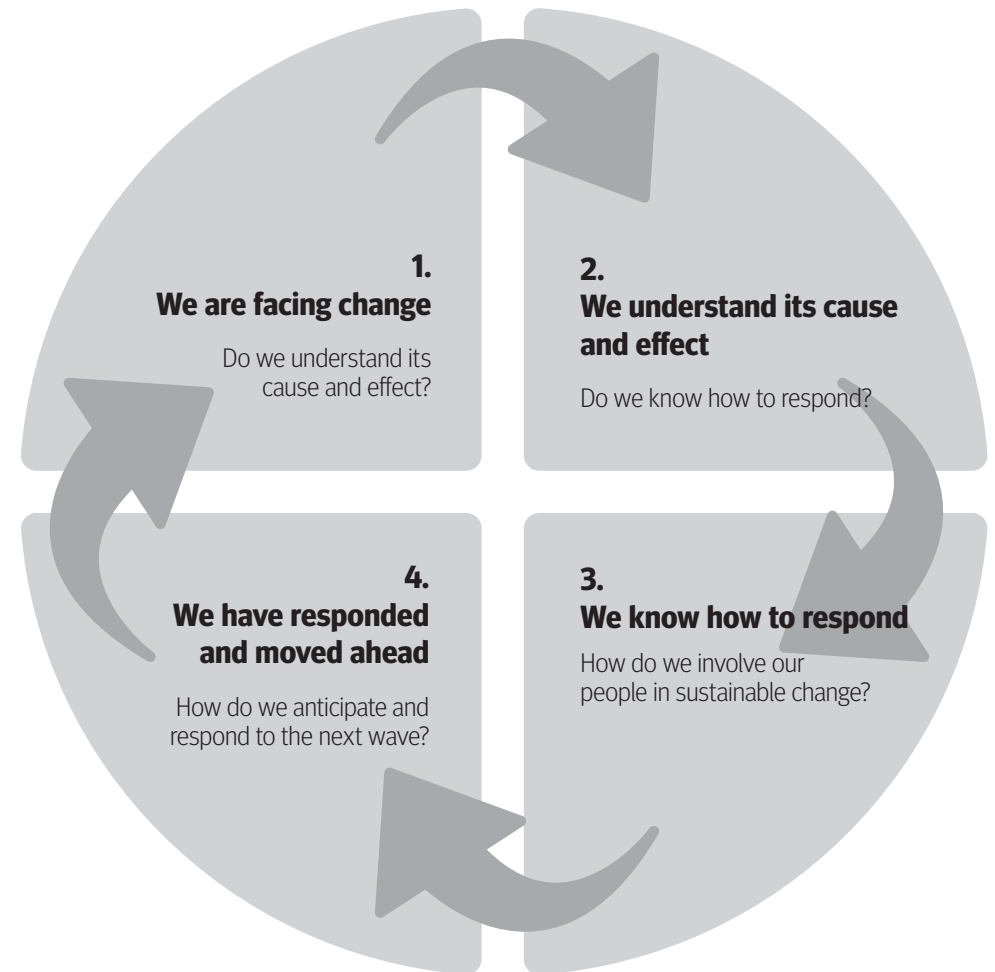 1.
We are facing change
Do we understand its
cause and effect?
2.
We understand its cause
and effect
Do we know how to respond?
3.
We know how to respond
How do we involve our
people in sustainable change?
4.
We have responded
and moved ahead
How do we anticipate and
respond to the next wave?